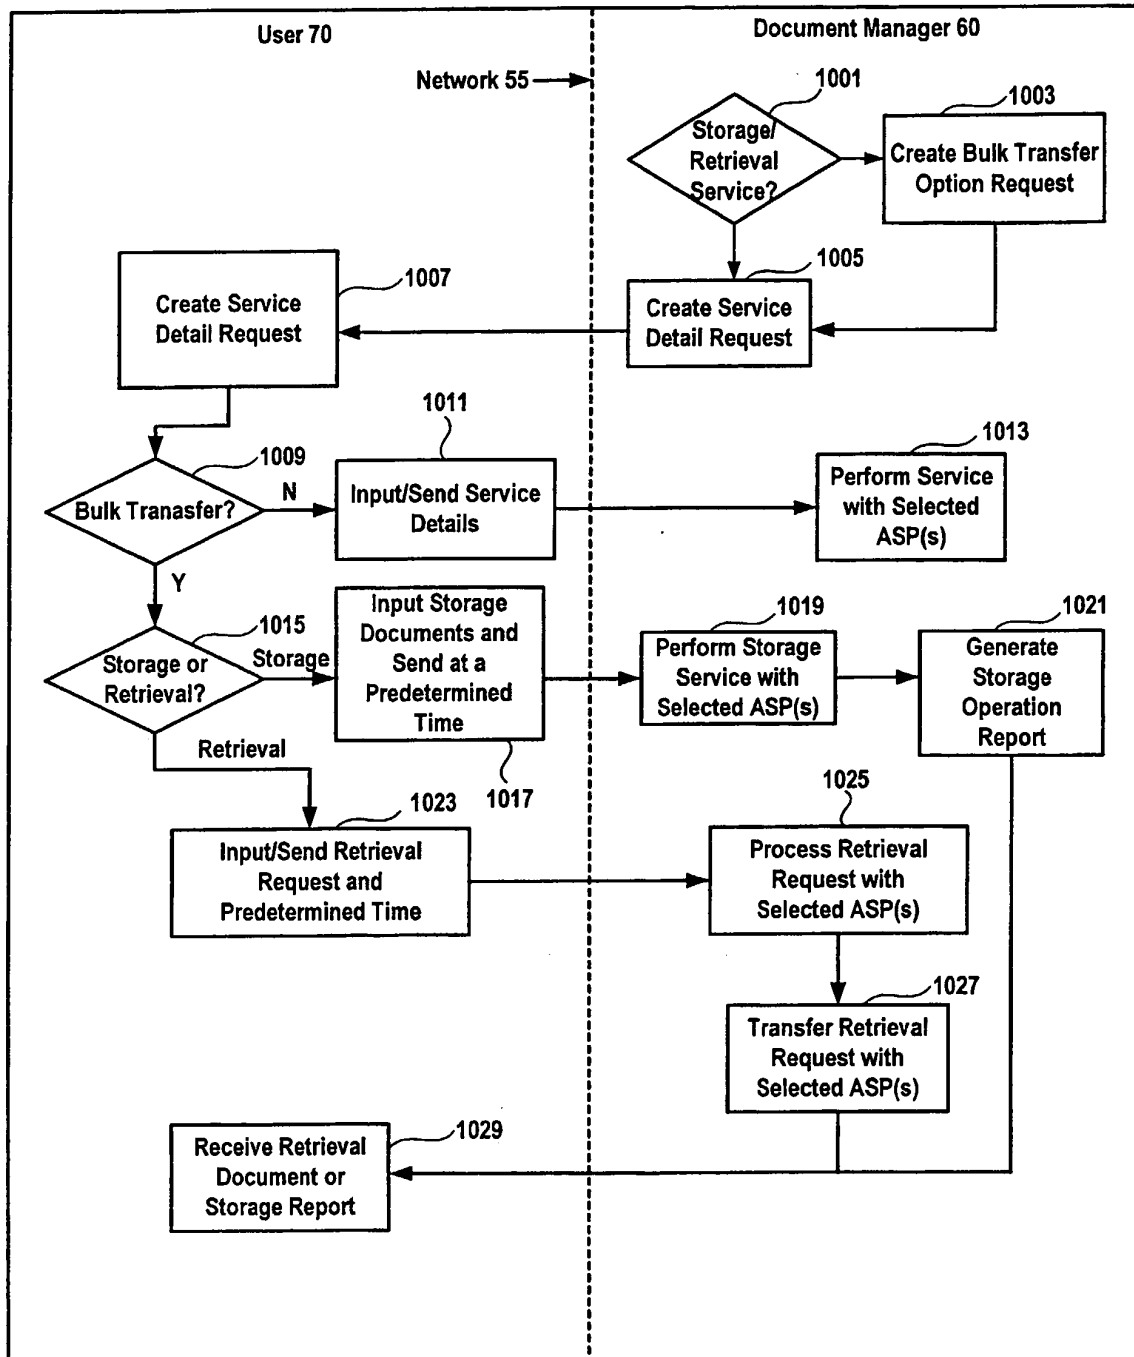 User 70
Document Manager 60
Network 55
1001
Storage/
Retrieval
Service?
1003
Create Bulk Transfer
Option Request
1005
Create Service
Detail Request
1007
Create Service
Detail Request
1009
Bulk Tranasfer?
N
Y
1011
Input/Send Service
Details
1013
Perform Service
with Selected
ASP(s)
1015
Storage or
Retrieval?
Storage
Retrieval
Input Storage
Documents and
Send at a
Predetermined
Time
1017
1019
Perform Storage
Service with
Selected ASP(s)
1021
Generate
Storage
Operation
Report
1023
Input/Send Retrieval
Request and
Predetermined Time
1025
Process Retrieval
Request with
Selected ASP(s)
1027
Transfer Retrieval
Request with
Selected ASP(s)
1029
Receive Retrieval
Document or
Storage Report